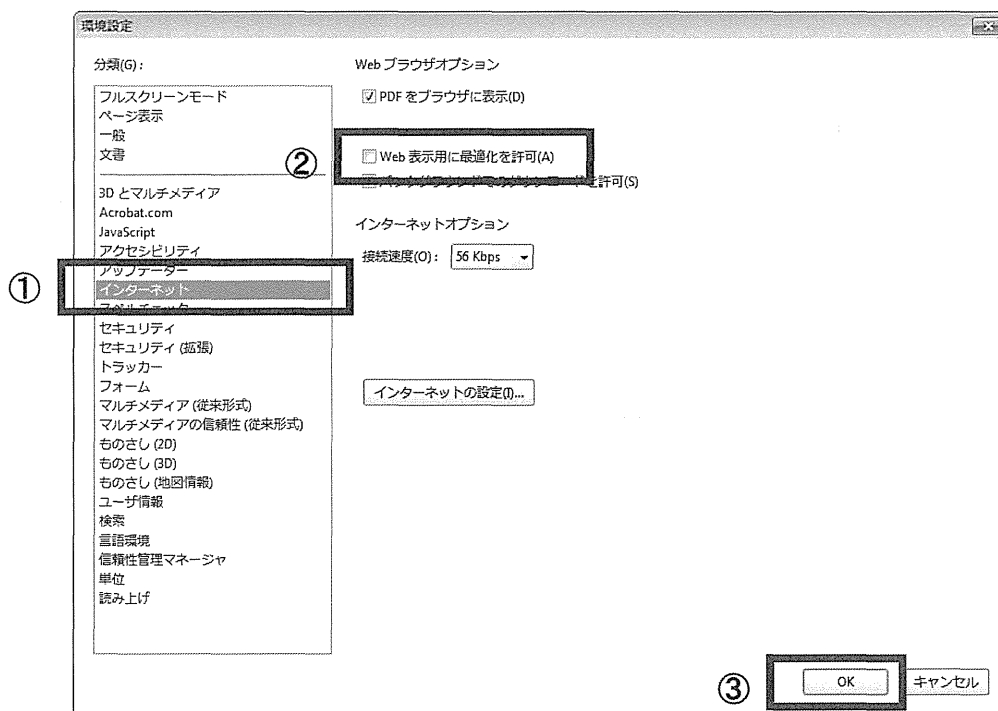 環境設定
分類(G):
フルスクリーンモード
ページ表示
一般
文書
3D とマルチメディア
Acrobat.com
JavaScript
アクセシビリティ
アップデーター
インターネット
スペルチェック
セキュリティ
セキュリティ (拡張)
トラッカー
フォーム
マルチメディア (従来形式)
マルチメディアの信頼性 (従来形式)
ものさし (2D)
ものさし (3D)
ものさし (地図情報)
ユーザ情報
検索
言語環境
信頼性管理マネージャ
単位
読み上げ
①
Web ブラウザオプション
PDF をブラウザに表示(D)
②
Web 表示用に最適化を許可(A)
を許可(S)
インターネットオプション
接続速度(O): 56 Kbps
インターネットの設定(I)...
③
OK
キャンセル